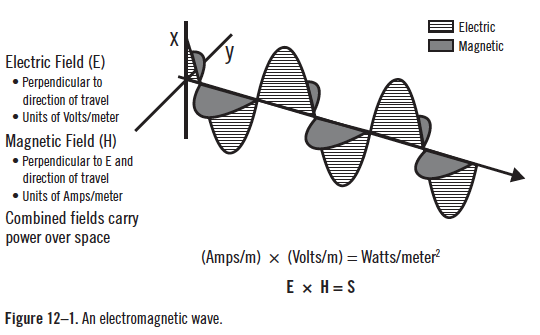 X
y
Electric
Magnetic
Electric Field (E)
• Perpendicular to
direction of travel
• Units of Volts/meter
Magnetic Field (H)
• Perpendicular to E and
direction of travel
• Units of Amps/meter
Combined fields carry
power over space
(Amps/m) × (Volts/m) = Watts/meter²
E × H = S
Figure 12–1. An electromagnetic wave.